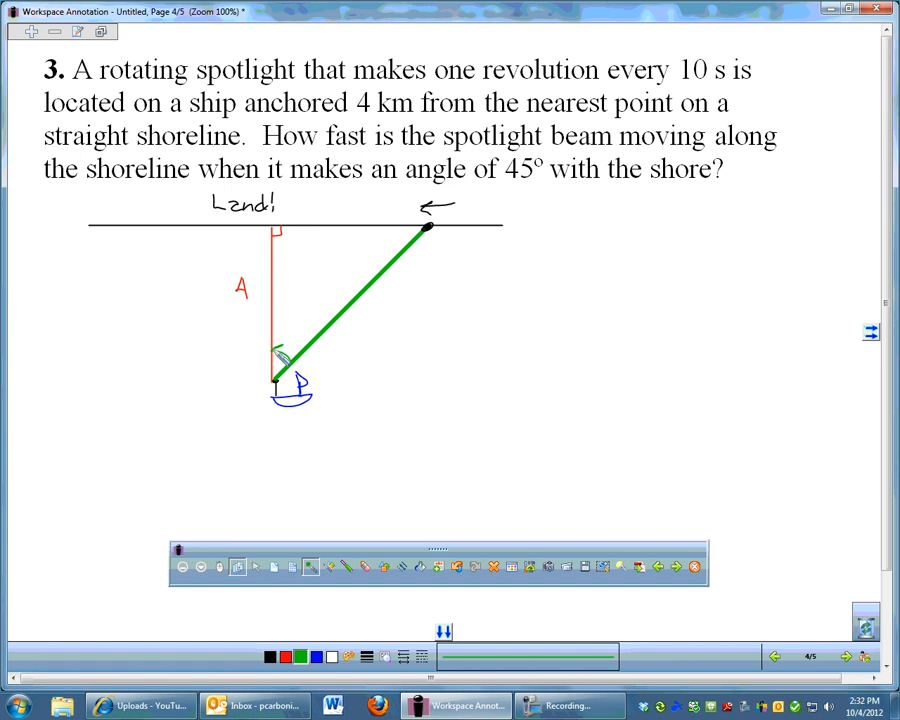 Workspace Annotation - Untitled, Page 4/5 (Zoom 100%) *
3. A rotating spotlight that makes one revolution every 10 s is
located on a ship anchored 4 km from the nearest point on a
straight shoreline.  How fast is the spotlight beam moving along
the shoreline when it makes an angle of 45º with the shore?
Land!
A
4/5
Uploads - YouTu...
Inbox - pcarboni...
Workspace Annot...
Recording...
2:32 PM
10/4/2012